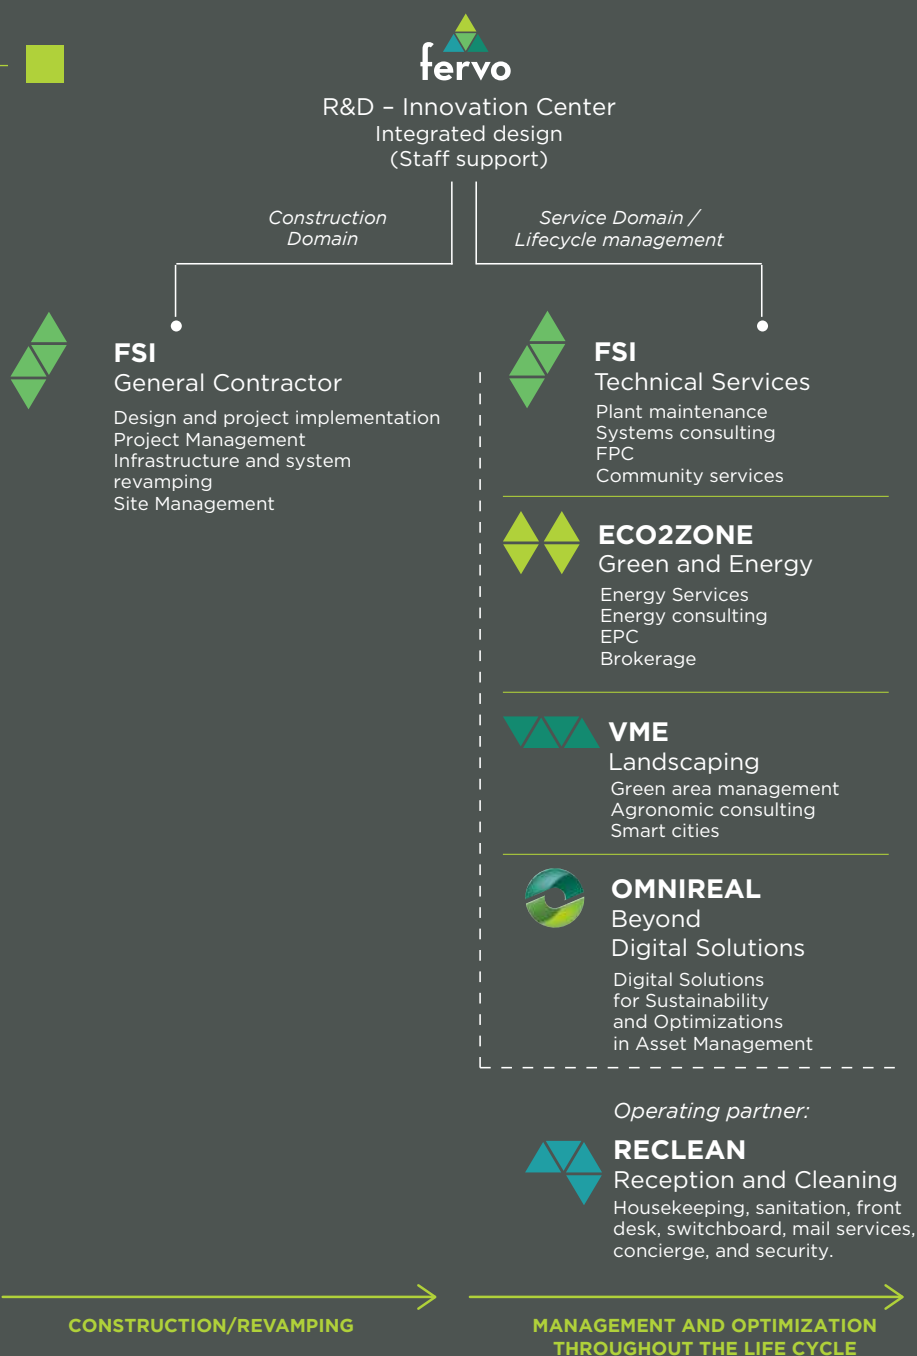 fervo
R&D – Innovation Center
Integrated design
(Staff support)
Construction
Domain
Service Domain /
Lifecycle management
FSI
General Contractor
Design and project implementation
Project Management
Infrastructure and system
revamping
Site Management
FSI
Technical Services
Plant maintenance
Systems consulting
FPC
Community services
ECO2ZONE
Green and Energy
Energy Services
Energy consulting
EPC
Brokerage
VME
Landscaping
Green area management
Agronomic consulting
Smart cities
OMNIREAL
Beyond
Digital Solutions
Digital Solutions
for Sustainability
and Optimizations
in Asset Management
Operating partner:
RECLEAN
Reception and Cleaning
Housekeeping, sanitation, front
desk, switchboard, mail services,
concierge, and security.
CONSTRUCTION/REVAMPING
MANAGEMENT AND OPTIMIZATION
THROUGHOUT THE LIFE CYCLE